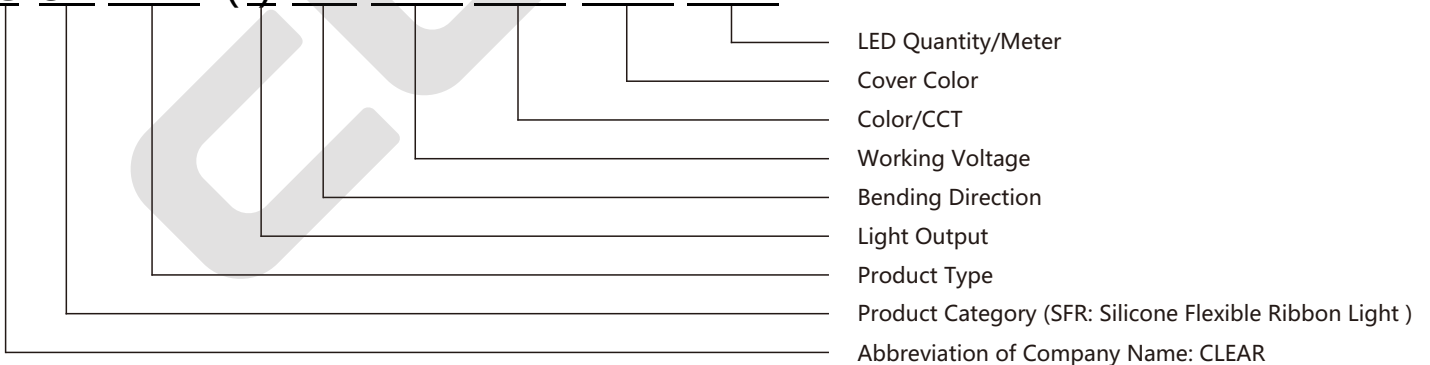 LED Quantity/Meter
Cover Color
Color/CCT
Working Voltage
Bending Direction
Light Output
Product Type
Product Category (SFR: Silicone Flexible Ribbon Light )
Abbreviation of Company Name: CLEAR